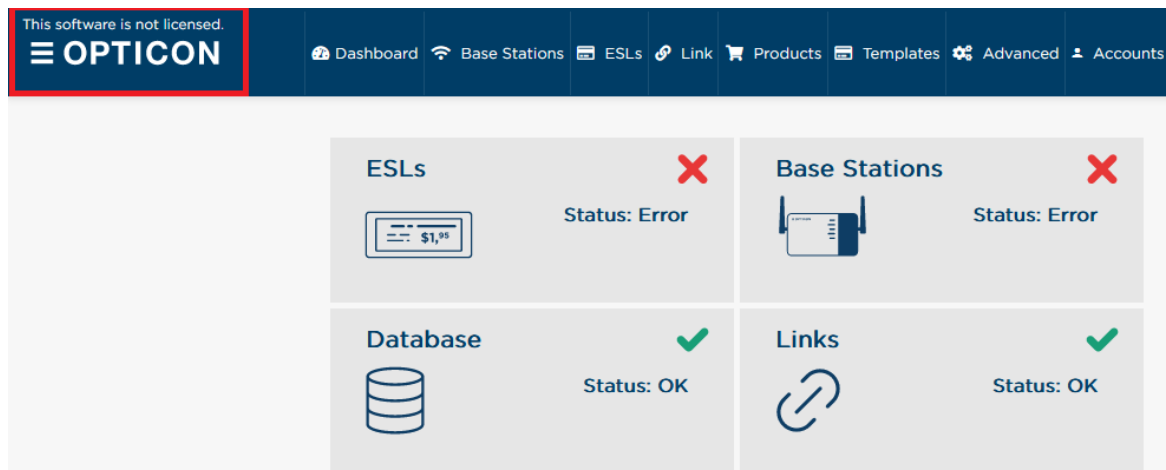 This software is not licensed.
OPTICON
Dashboard Base Stations ESLs Link Products Templates Advanced Accounts
ESLs
Status: Error
$1,95
Base Stations
Status: Error
Database
Status: OK
Links
Status: OK